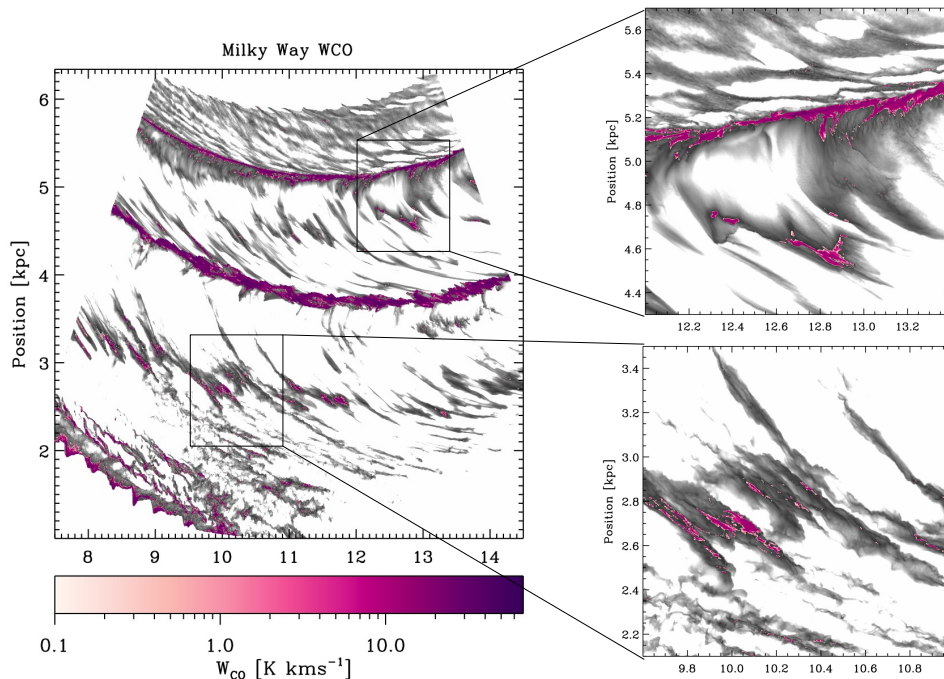 Milky Way WCO
Position [kpc]
6
5
4
3
2
8 9 10 11 12 13 14
0.1 1.0 10.0
W_CO [K kms⁻¹]
Position [kpc]
5.6
5.4
5.2
5.0
4.8
4.6
4.4
12.2 12.4 12.6 12.8 13.0 13.2
Position [kpc]
3.4
3.2
3.0
2.8
2.6
2.4
2.2
9.8 10.0 10.2 10.4 10.6 10.8